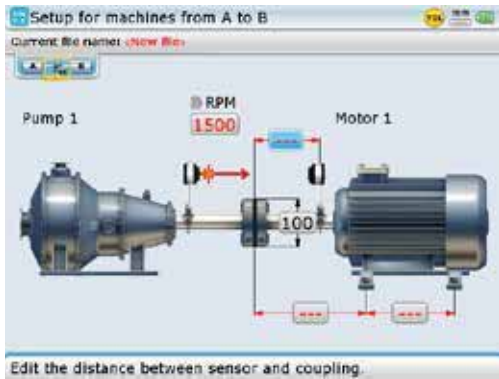 Setup for machines from A to B
Current file name: <New file>
A B
RPM
Pump 1
1500
---
Motor 1
100
--- ---
Edit the distance between sensor and coupling.